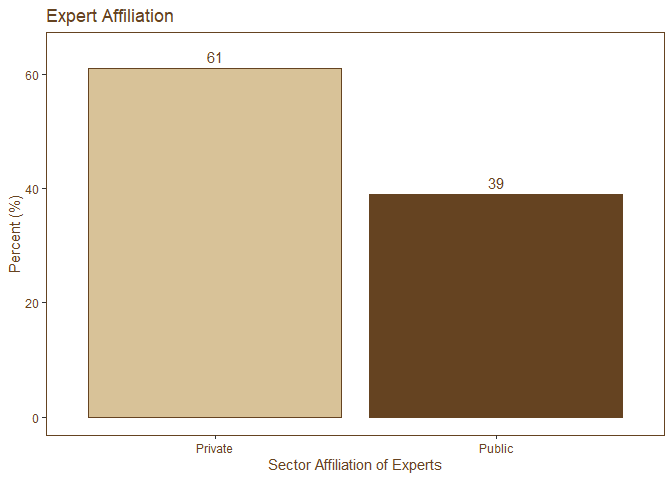 Expert Affiliation
61
60
39
40
20
0
Percent (%)
Private
Public
Sector Affiliation of Experts